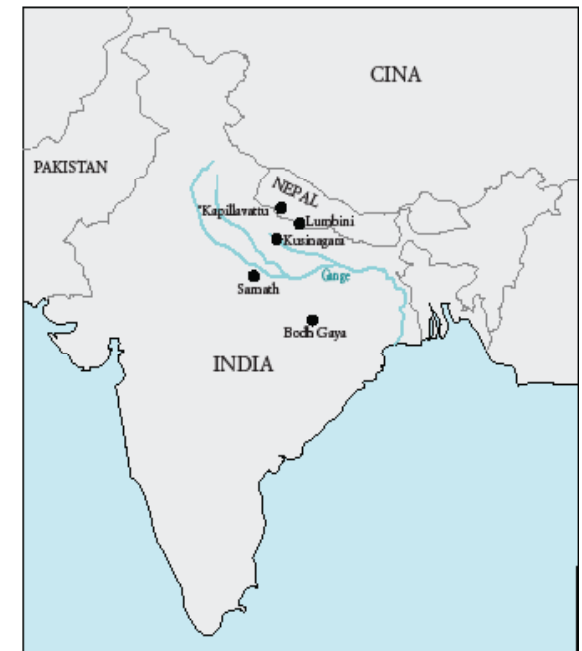 CINA
PAKISTAN
NEPAL
"Kapillavattu
Lumbini
Kusinagara
Gange
Sarnath
Bodh Gaya
INDIA